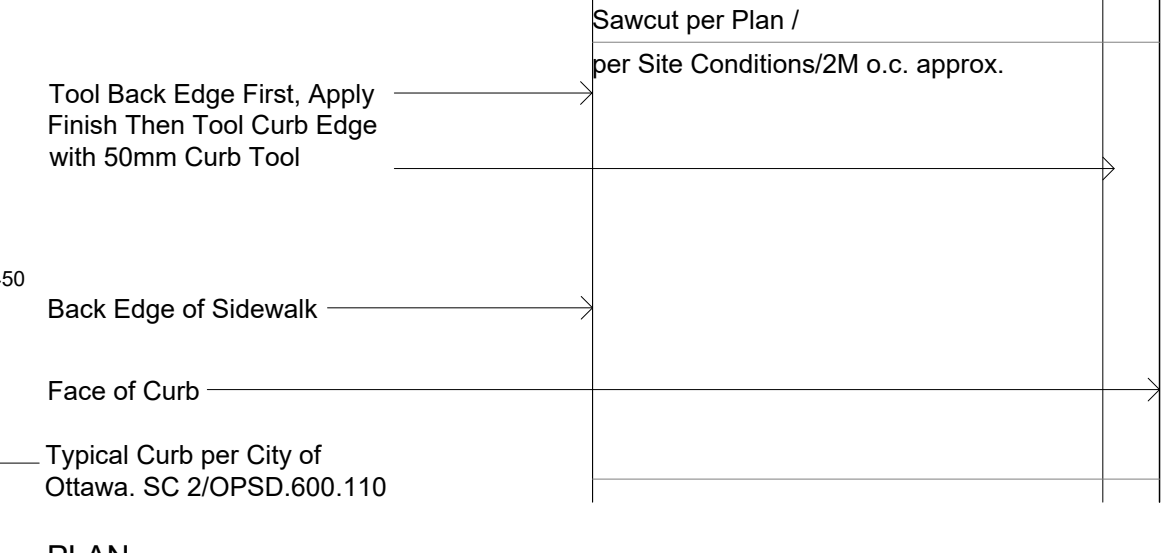 Sawcut per Plan /
per Site Conditions/2M o.c. approx.
Tool Back Edge First, Apply
Finish Then Tool Curb Edge
with 50mm Curb Tool
50
Back Edge of Sidewalk
Face of Curb
Typical Curb per City of
Ottawa. SC 2/OPSD.600.110
PLAN